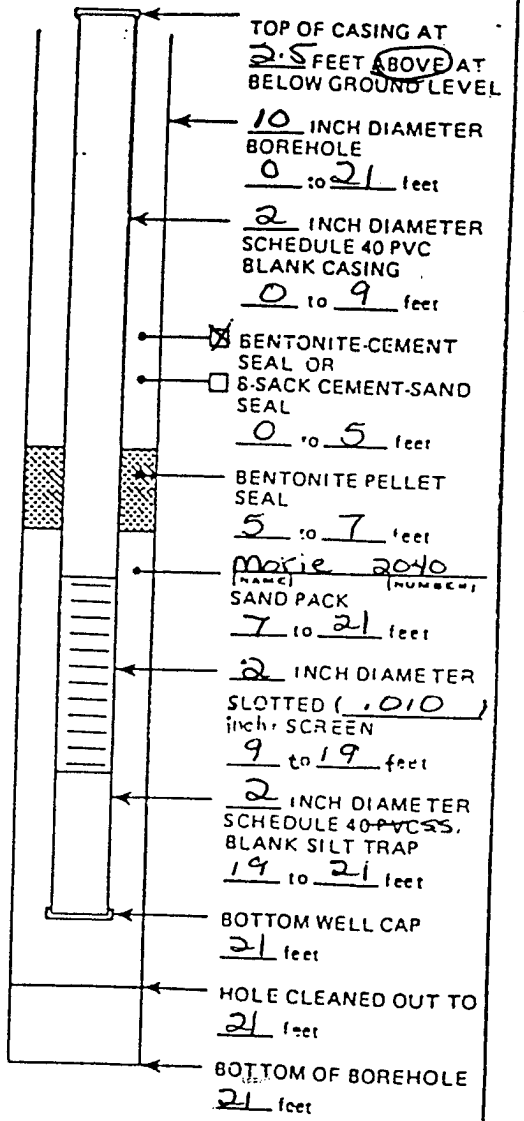 TOP OF CASING AT
2.5 FEET ABOVE AT
BELOW GROUND LEVEL
10 INCH DIAMETER
BOREHOLE
0 to 21 feet
2 INCH DIAMETER
SCHEDULE 40 PVC
BLANK CASING
0 to 9 feet
BENTONITE-CEMENT
SEAL OR
8-SACK CEMENT-SAND
SEAL
0 to 5 feet
BENTONITE PELLET
SEAL
5 to 7 feet
Morie 2040
(NAME) (NUMBER)
SAND PACK
7 to 21 feet
2 INCH DIAMETER
SLOTTED ( .010 )
inch, SCREEN
9 to 19 feet
2 INCH DIAMETER
SCHEDULE 40 PVC SS.
BLANK SILT TRAP
19 to 21 feet
BOTTOM WELL CAP
21 feet
HOLE CLEANED OUT TO
21 feet
BOTTOM OF BOREHOLE
21 feet